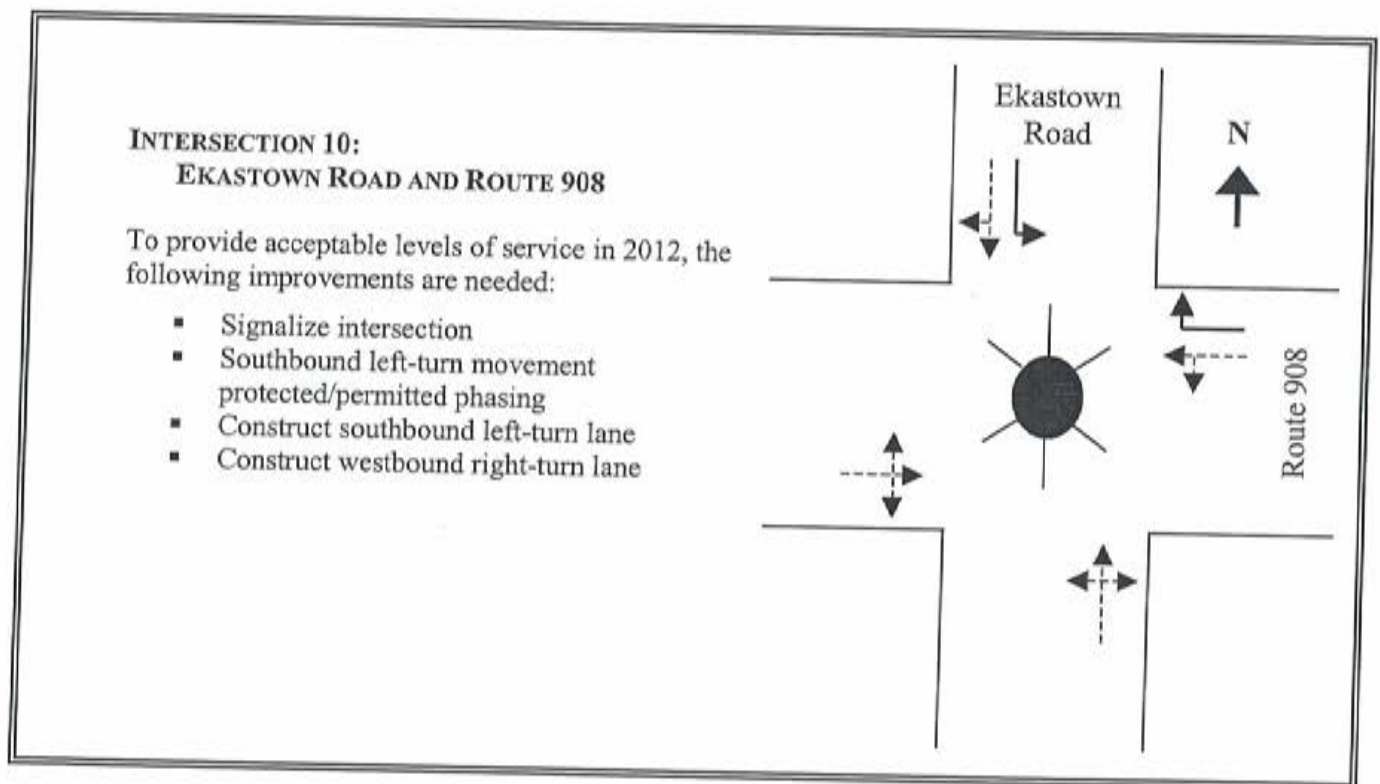 INTERSECTION 10:
EKASTOWN ROAD AND ROUTE 908
To provide acceptable levels of service in 2012, the
following improvements are needed:
▪ Signalize intersection
▪ Southbound left-turn movement
protected/permitted phasing
▪ Construct southbound left-turn lane
▪ Construct westbound right-turn lane
Ekastown
Road
N
Route 908